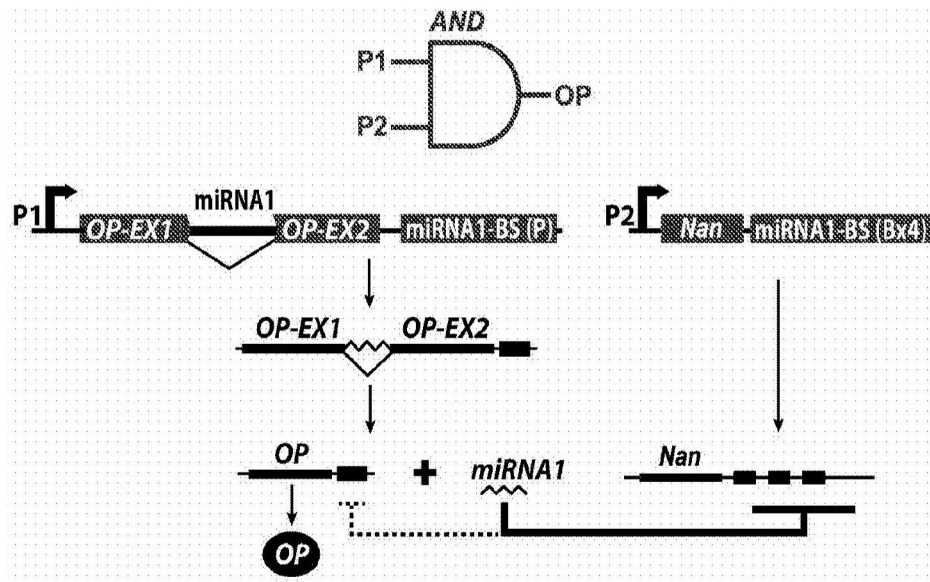 AND
P1
P2
OP
P1
OP-EX1
miRNA1
OP-EX2
miRNA1-BS (P)
P2
Nan
miRNA1-BS (Bx4)
OP-EX1
OP-EX2
OP
+
miRNA1
Nan
OP